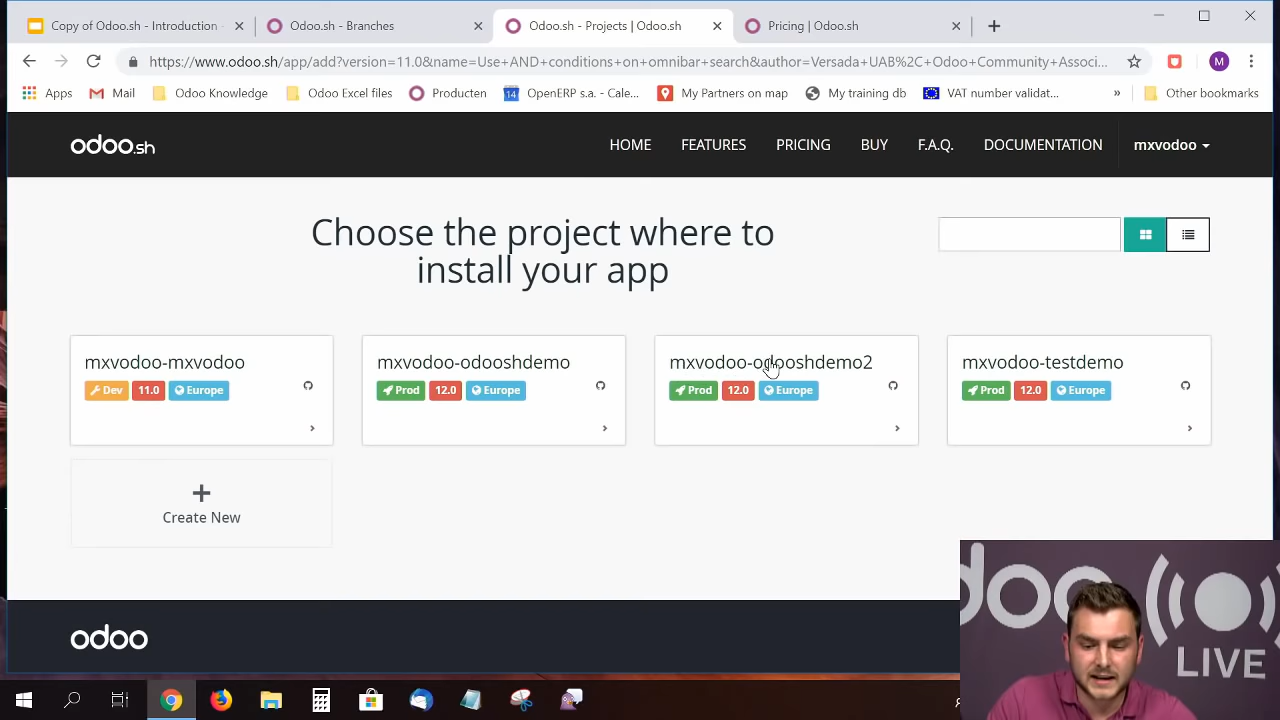 Copy of Odoo.sh - Introduction
Odoo.sh - Branches
Odoo.sh - Projects | Odoo.sh
Pricing | Odoo.sh
https://www.odoo.sh/app/add?version=11.0&name=Use+AND+conditions+on+omnibar+search&author=Versada+UAB%2C+Odoo+Community+Associ...
M
Apps
Mail
Odoo Knowledge
Odoo Excel files
Producten
14
OpenERP s.a. - Cale...
My Partners on map
My training db
VAT number validat...
»
Other bookmarks
odoo.sh
HOME
FEATURES
PRICING
BUY
F.A.Q.
DOCUMENTATION
mxvodoo
Choose the project where to
install your app
mxvodoo-mxvodoo
Dev 11.0 Europe
mxvodoo-odooshdemo
Prod 12.0 Europe
mxvodoo-odooshdemo2
Prod 12.0 Europe
mxvodoo-testdemo
Prod 12.0 Europe
Create New
odoo
doo
LIVE